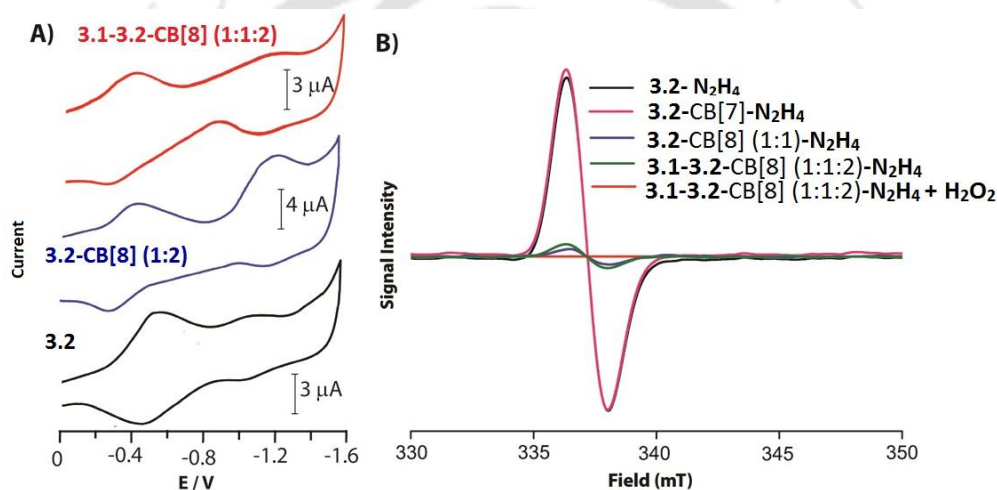 A) 3.1-3.2-CB[8] (1:1:2)
3 μA
4 μA
3.2-CB[8] (1:2)
3.2
3 μA
Current
0 -0.4 -0.8 -1.2 -1.6
E / V
B)
3.2- N₂H₄
3.2-CB[7]-N₂H₄
3.2-CB[8] (1:1)-N₂H₄
3.1-3.2-CB[8] (1:1:2)-N₂H₄
3.1-3.2-CB[8] (1:1:2)-N₂H₄ + H₂O₂
Signal Intensity
330 335 340 345 350
Field (mT)